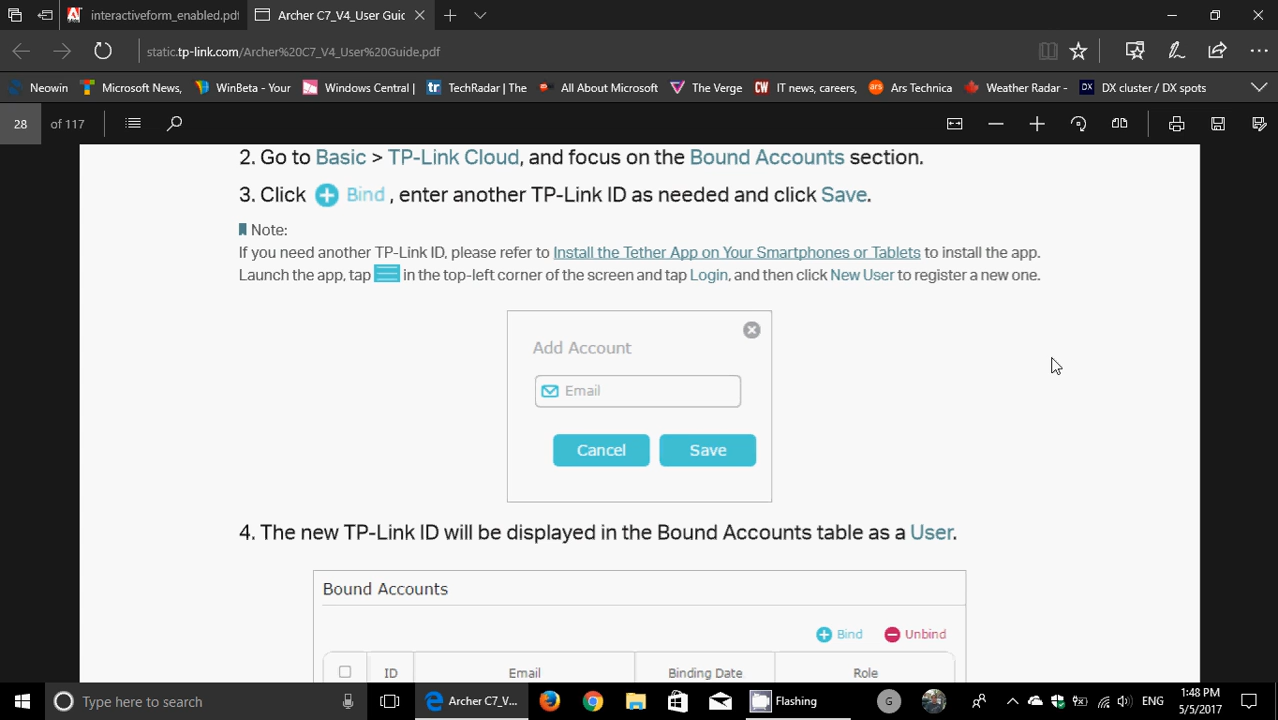 interactiveform_enabled.pdf
Archer C7_V4_User Guid
static.tp-link.com/Archer%20C7_V4_User%20Guide.pdf
Neowin
Microsoft News,
WinBeta - Your
Windows Central |
tr TechRadar | The
All About Microsoft
The Verge
CW IT news, careers,
ars Ars Technica
Weather Radar -
DX DX cluster / DX spots
28 of 117
2. Go to Basic > TP-Link Cloud, and focus on the Bound Accounts section.
3. Click Bind , enter another TP-Link ID as needed and click Save.
Note:
If you need another TP-Link ID, please refer to Install the Tether App on Your Smartphones or Tablets to install the app.
Launch the app, tap in the top-left corner of the screen and tap Login, and then click New User to register a new one.
Add Account
Email
Cancel Save
4. The new TP-Link ID will be displayed in the Bound Accounts table as a User.
Bound Accounts
Bind Unbind
ID Email Binding Date Role
Type here to search
Archer C7_V...
Flashing
G
ENG
1:48 PM
5/5/2017